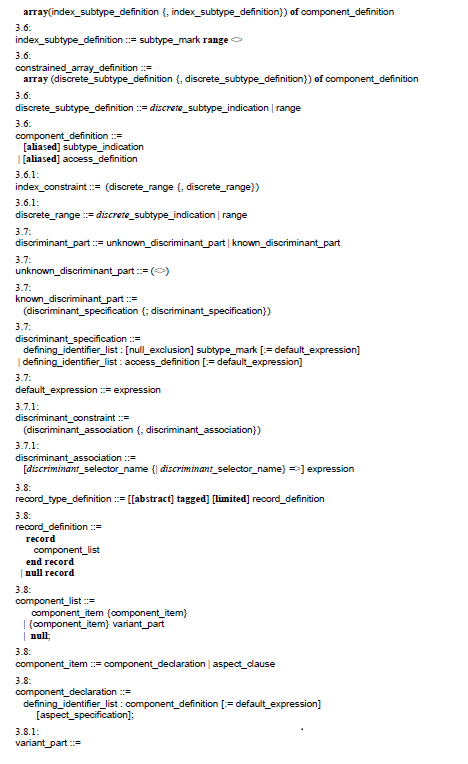 array(index_subtype_definition {, index_subtype_definition}) of component_definition
3.6:
index_subtype_definition ::= subtype_mark range <>
3.6:
constrained_array_definition ::=
array (discrete_subtype_definition {, discrete_subtype_definition}) of component_definition
3.6:
discrete_subtype_definition ::= discrete_subtype_indication | range
3.6:
component_definition ::=
[aliased] subtype_indication
| [aliased] access_definition
3.6.1:
index_constraint ::= (discrete_range {, discrete_range})
3.6.1:
discrete_range ::= discrete_subtype_indication | range
3.7:
discriminant_part ::= unknown_discriminant_part | known_discriminant_part
3.7:
unknown_discriminant_part ::= (<>)
3.7:
known_discriminant_part ::=
(discriminant_specification {; discriminant_specification})
3.7:
discriminant_specification ::=
defining_identifier_list : [null_exclusion] subtype_mark [:= default_expression]
| defining_identifier_list : access_definition [:= default_expression]
3.7:
default_expression ::= expression
3.7.1:
discriminant_constraint ::=
(discriminant_association {, discriminant_association})
3.7.1:
discriminant_association ::=
[discriminant_selector_name {| discriminant_selector_name} =>] expression
3.8:
record_type_definition ::= [[abstract] tagged] [limited] record_definition
3.8:
record_definition ::=
record
component_list
end record
| null record
3.8:
component_list ::=
component_item {component_item}
| {component_item} variant_part
| null;
3.8:
component_item ::= component_declaration | aspect_clause
3.8:
component_declaration ::=
defining_identifier_list : component_definition [:= default_expression]
[aspect_specification];
3.8.1:
variant_part ::=